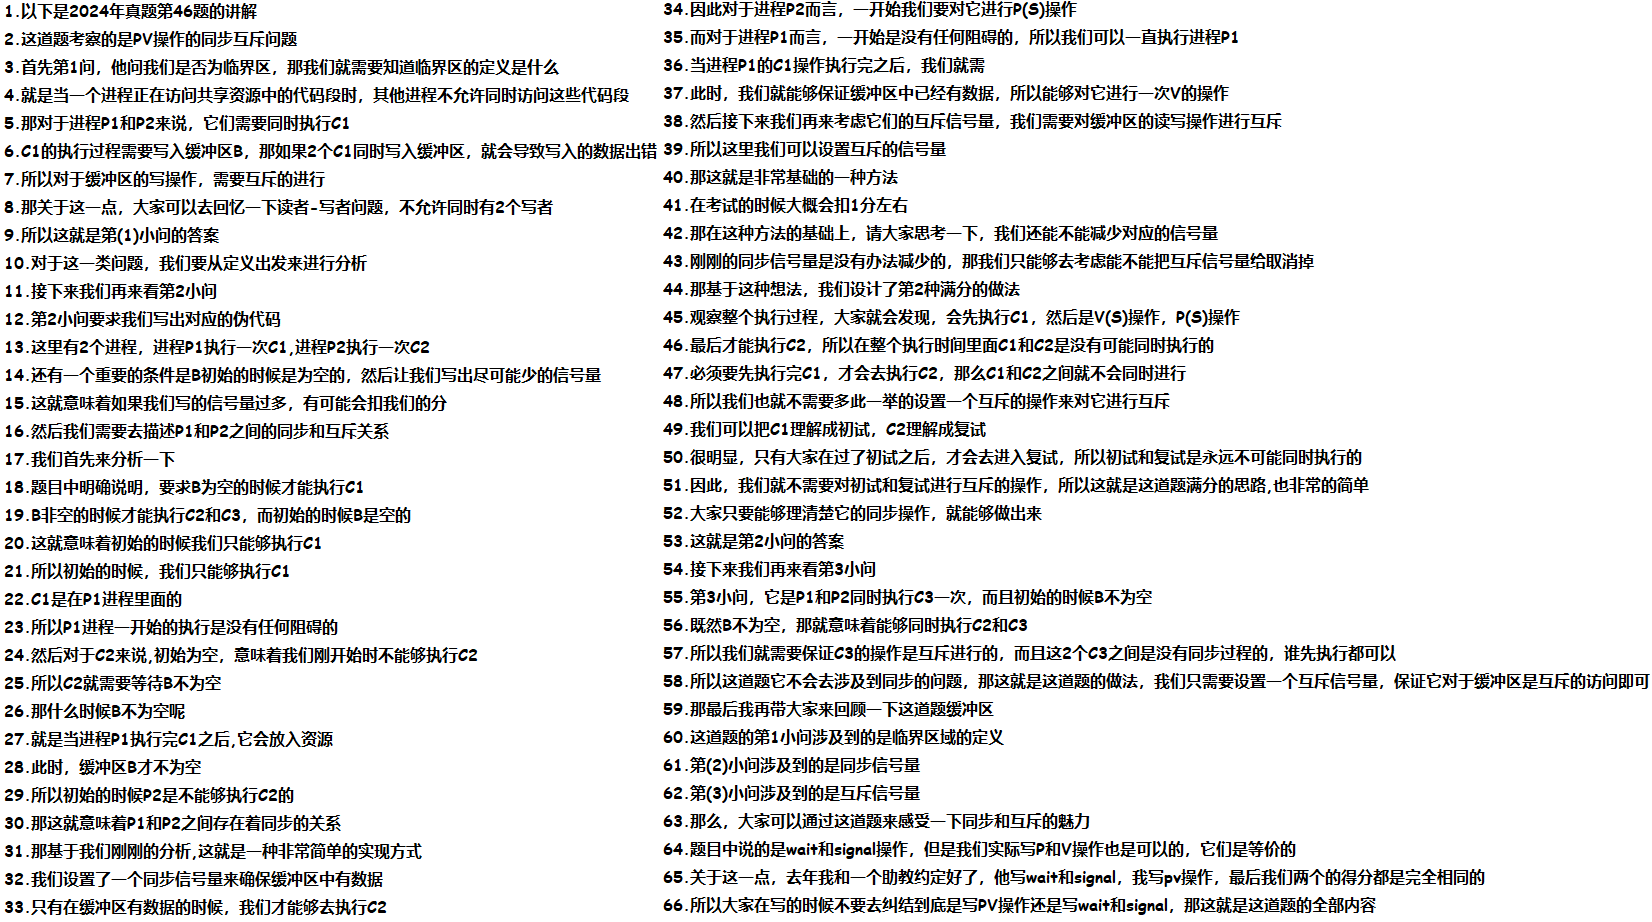 1.以下是2024年真题第46题的讲解
2.这道题考察的是PV操作的同步互斥问题
3.首先第1问，他问我们是否为临界区，那我们就需要知道临界区的定义是什么
4.就是当一个进程正在访问共享资源中的代码段时，其他进程不允许同时访问这些代码段
5.那对于进程P1和P2来说，它们需要同时执行C1
6.C1的执行过程需要写入缓冲区B，那如果2个C1同时写入缓冲区，就会导致写入的数据出错
7.所以对于缓冲区的写操作，需要互斥的进行
8.那关于这一点，大家可以去回忆一下读者-写者问题，不允许同时有2个写者
9.所以这就是第(1)小问的答案
10.对于这一类问题，我们要从定义出发来进行分析
11.接下来我们再来看第2小问
12.第2小问要求我们写出对应的伪代码
13.这里有2个进程，进程P1执行一次C1,进程P2执行一次C2
14.还有一个重要的条件是B初始的时候是为空的，然后让我们写出尽可能少的信号量
15.这就意味着如果我们写的信号量过多，有可能会扣我们的分
16.然后我们需要去描述P1和P2之间的同步和互斥关系
17.我们首先来分析一下
18.题目中明确说明，要求B为空的时候才能执行C1
19.B非空的时候才能执行C2和C3，而初始的时候B是空的
20.这就意味着初始的时候我们只能够执行C1
21.所以初始的时候，我们只能够执行C1
22.C1是在P1进程里面的
23.所以P1进程一开始的执行是没有任何阻碍的
24.然后对于C2来说,初始为空，意味着我们刚开始时不能够执行C2
25.所以C2就需要等待B不为空
26.那什么时候B不为空呢
27.就是当进程P1执行完C1之后,它会放入资源
28.此时，缓冲区B才不为空
29.所以初始的时候P2是不能够执行C2的
30.那这就意味着P1和P2之间存在着同步的关系
31.那基于我们刚刚的分析,这就是一种非常简单的实现方式
32.我们设置了一个同步信号量来确保缓冲区中有数据
33.只有在缓冲区有数据的时候，我们才能够去执行C2
34.因此对于进程P2而言，一开始我们要对它进行P(S)操作
35.而对于进程P1而言，一开始是没有任何阻碍的，所以我们可以一直执行进程P1
36.当进程P1的C1操作执行完之后，我们就需
37.此时，我们就能够保证缓冲区中已经有数据，所以能够对它进行一次V的操作
38.然后接下来我们再来考虑它们的互斥信号量，我们需要对缓冲区的读写操作进行互斥
39.所以这里我们可以设置互斥的信号量
40.那这就是非常基础的一种方法
41.在考试的时候大概会扣1分左右
42.那在这种方法的基础上，请大家思考一下，我们还能不能减少对应的信号量
43.刚刚的同步信号量是没有办法减少的，那我们只能够去考虑能不能把互斥信号量给取消掉
44.那基于这种想法，我们设计了第2种满分的做法
45.观察整个执行过程，大家就会发现，会先执行C1，然后是V(S)操作，P(S)操作
46.最后才能执行C2，所以在整个执行时间里面C1和C2是没有可能同时执行的
47.必须要先执行完C1，才会去执行C2，那么C1和C2之间就不会同时进行
48.所以我们也就不需要多此一举的设置一个互斥的操作来对它进行互斥
49.我们可以把C1理解成初试，C2理解成复试
50.很明显，只有大家在过了初试之后，才会去进入复试，所以初试和复试是永远不可能同时执行的
51.因此，我们就不需要对初试和复试进行互斥的操作，所以这就是这道题满分的思路,也非常的简单
52.大家只要能够理清楚它的同步操作，就能够做出来
53.这就是第2小问的答案
54.接下来我们再来看第3小问
55.第3小问，它是P1和P2同时执行C3一次，而且初始的时候B不为空
56.既然B不为空，那就意味着能够同时执行C2和C3
57.所以我们就需要保证C3的操作是互斥进行的，而且这2个C3之间是没有同步过程的，谁先执行都可以
58.所以这道题它不会去涉及到同步的问题，那这就是这道题的做法，我们只需要设置一个互斥信号量，保证它对于缓冲区是互斥的访问即可
59.那最后我再带大家来回顾一下这道题缓冲区
60.这道题的第1小问涉及到的是临界区域的定义
61.第(2)小问涉及到的是同步信号量
62.第(3)小问涉及到的是互斥信号量
63.那么，大家可以通过这道题来感受一下同步和互斥的魅力
64.题目中说的是wait和signal操作，但是我们实际写P和V操作也是可以的，它们是等价的
65.关于这一点，去年我和一个助教约定好了，他写wait和signal，我写pv操作，最后我们两个的得分都是完全相同的
66.所以大家在写的时候不要去纠结到底是写PV操作还是写wait和signal，那这就是这道题的全部内容